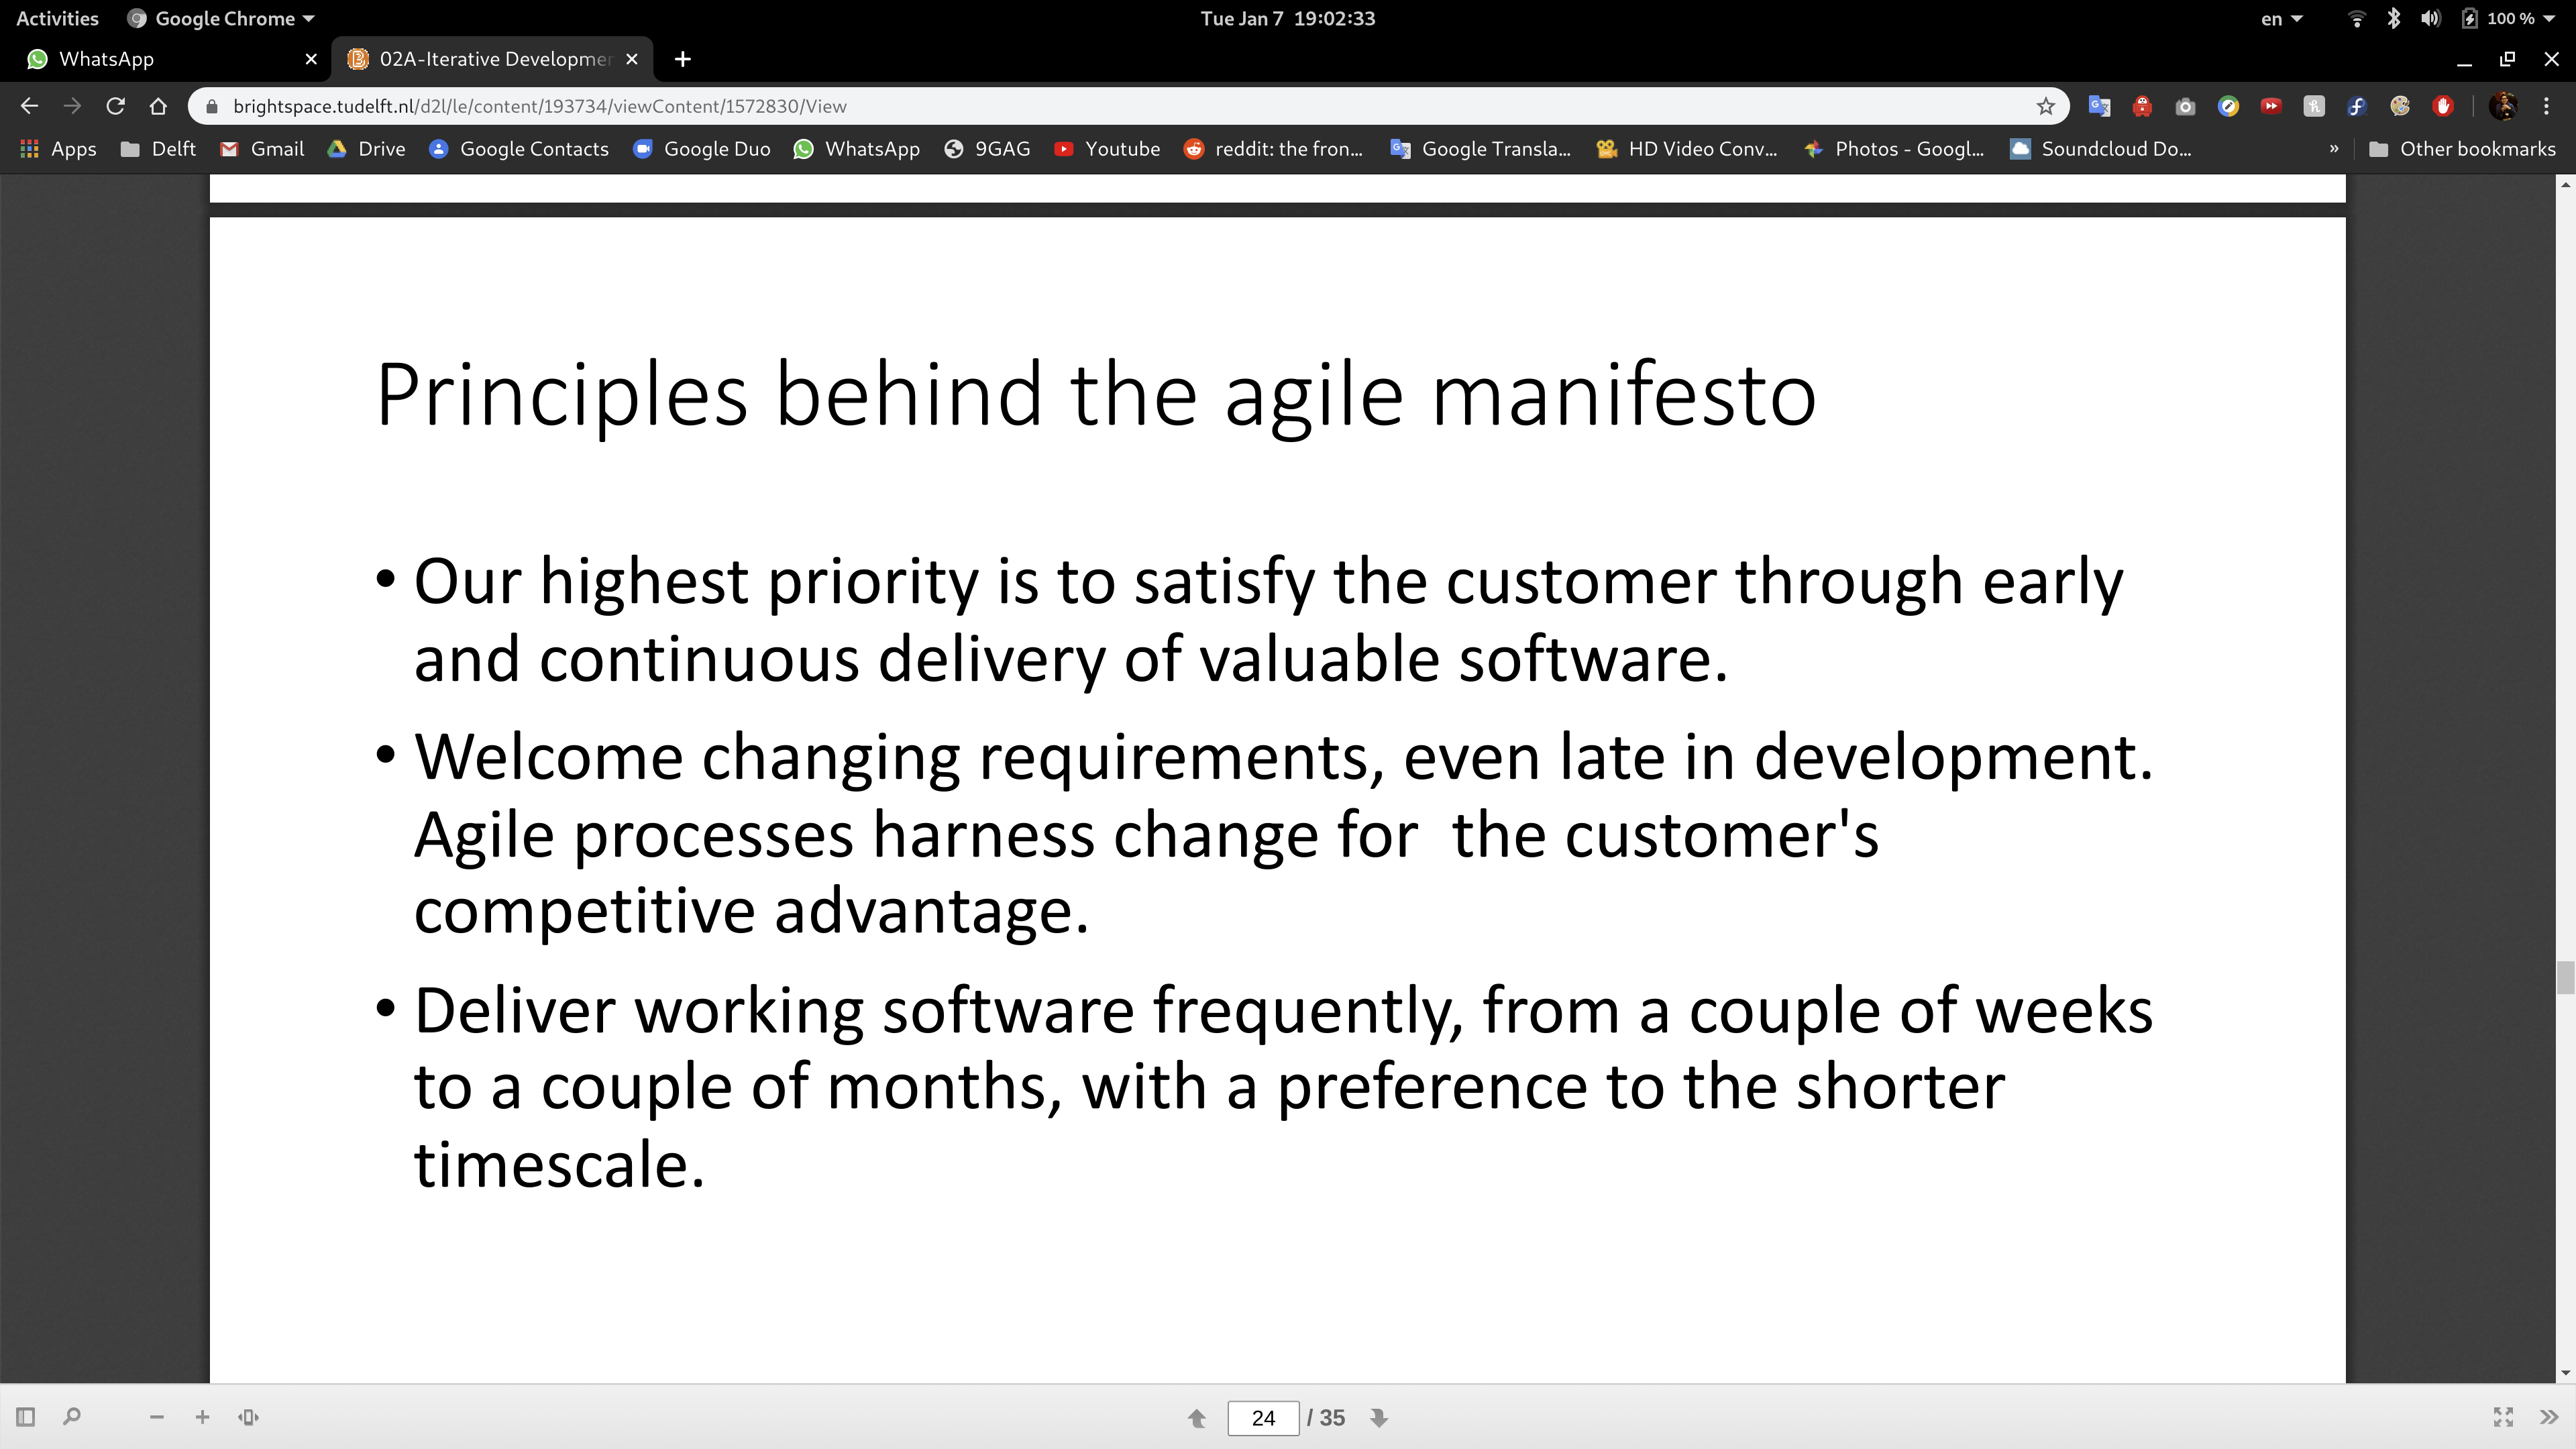 Activities Google Chrome Tue Jan 7 19:02:33 en 100 %
WhatsApp 02A-Iterative Developmen
brightspace.tudelft.nl/d2l/le/content/193734/viewContent/1572830/View
Apps Delft Gmail Drive Google Contacts Google Duo WhatsApp 9GAG Youtube reddit: the fron... Google Transla... HD Video Conv... Photos - Googl... Soundcloud Do... » Other bookmarks
Principles behind the agile manifesto
• Our highest priority is to satisfy the customer through early
and continuous delivery of valuable software.
• Welcome changing requirements, even late in development.
Agile processes harness change for  the customer's
competitive advantage.
• Deliver working software frequently, from a couple of weeks
to a couple of months, with a preference to the shorter
timescale.
24 / 35